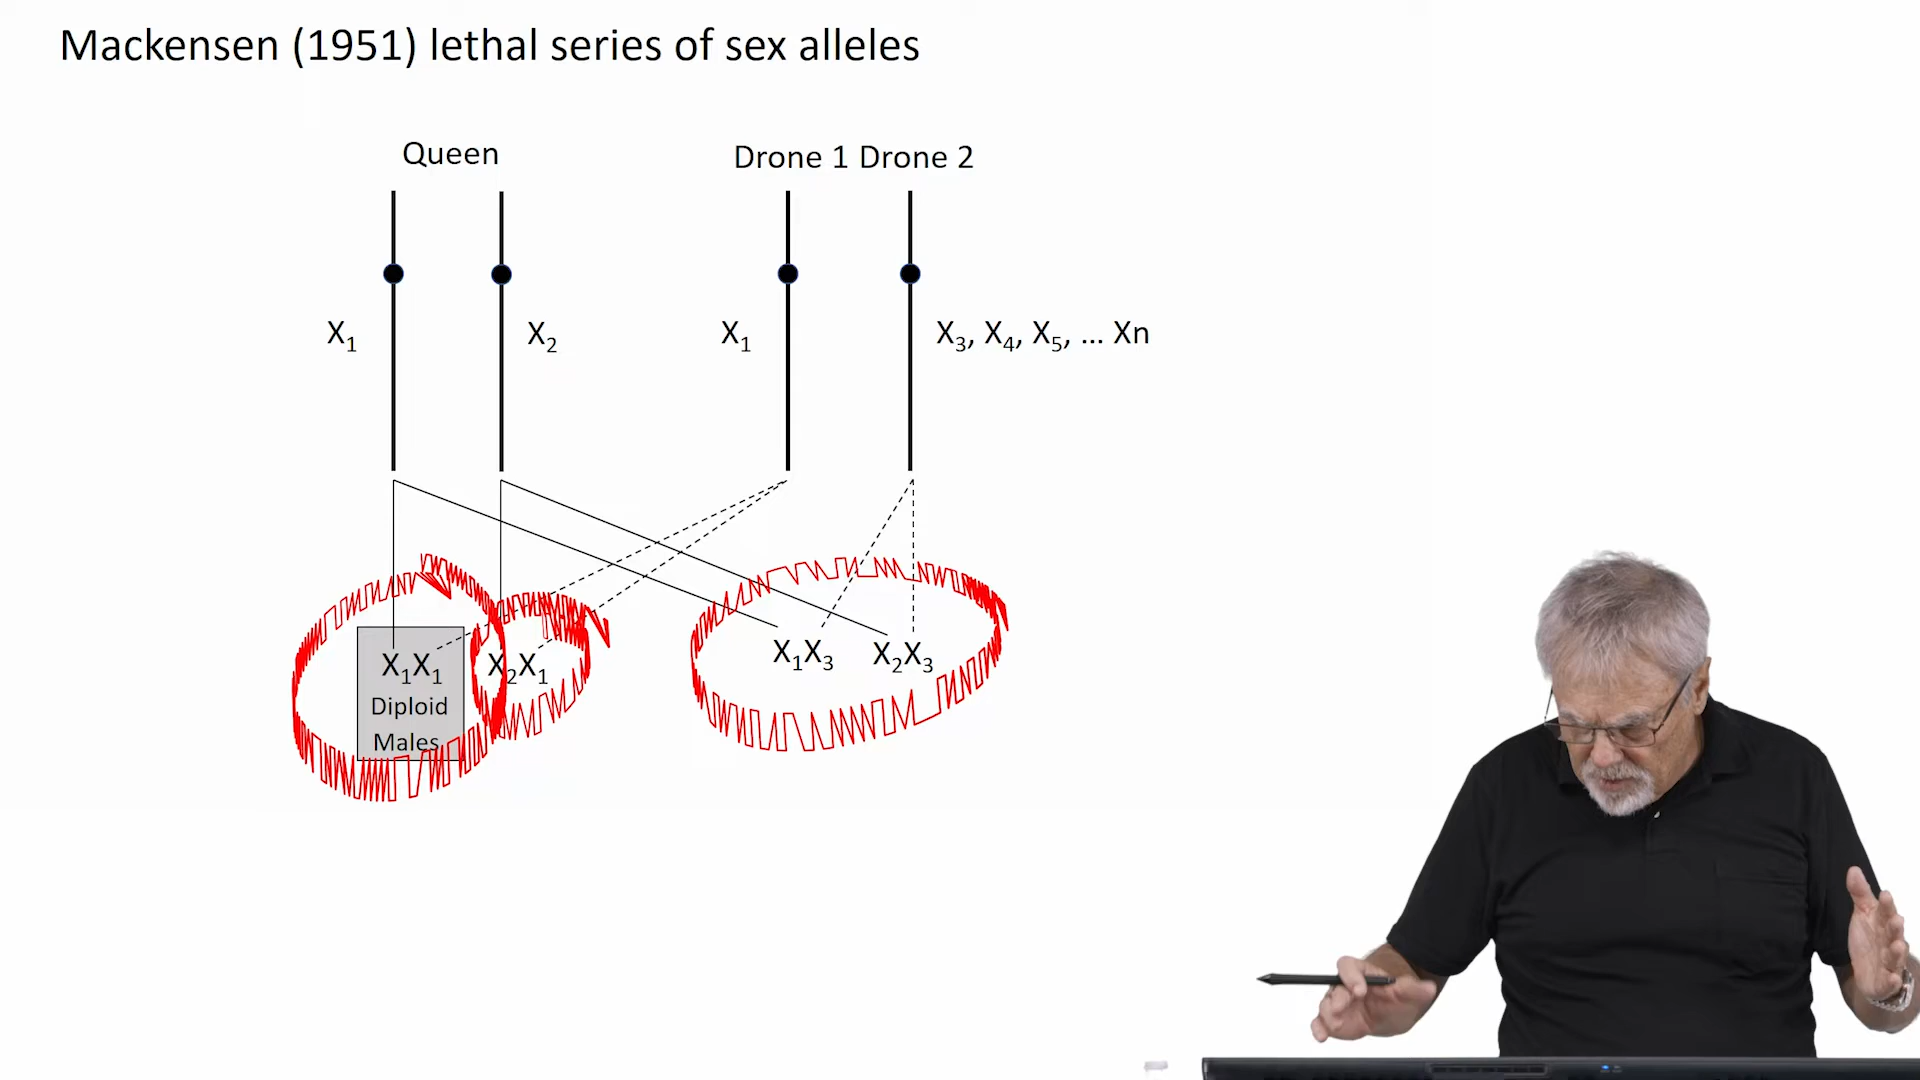 Mackensen (1951) lethal series of sex alleles
Queen
Drone 1 Drone 2
X₁ X₂ X₁ X₃, X₄, X₅, ... Xn
X₁X₁ X₂X₁ X₁X₃ X₂X₃
Diploid
Males